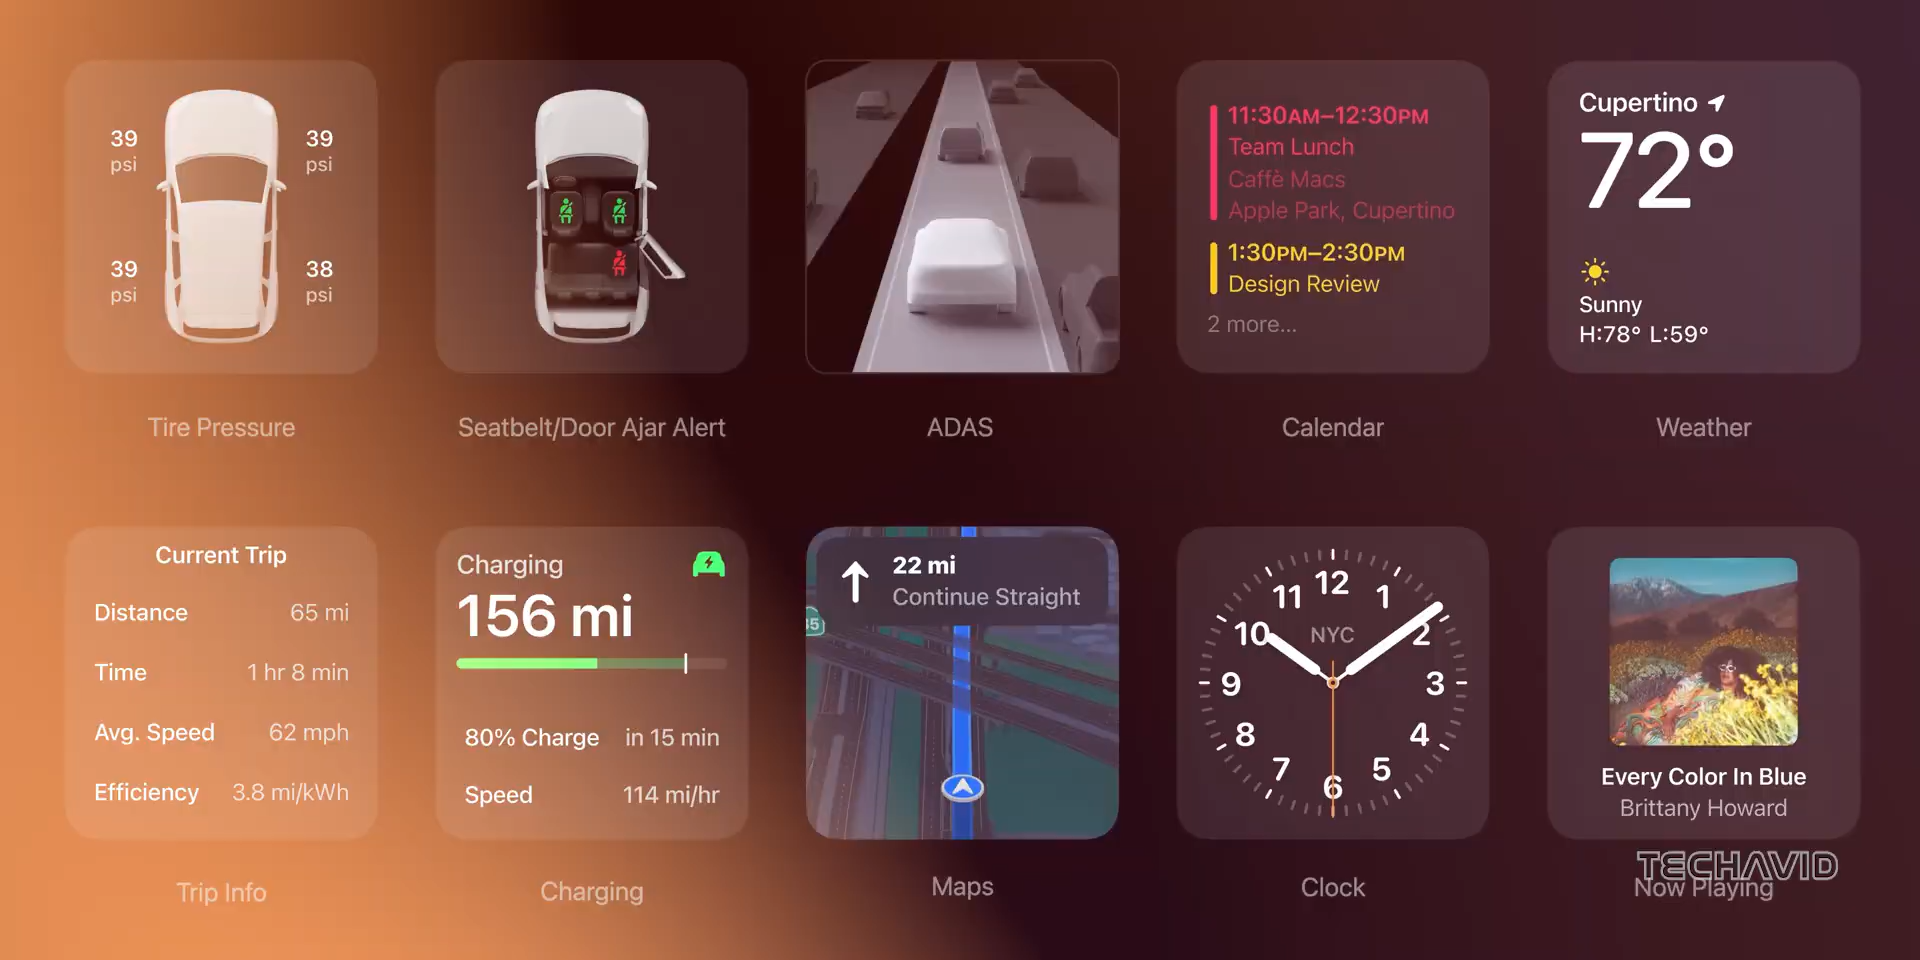 39
psi
39
psi
39
psi
38
psi
Tire Pressure
Seatbelt/Door Ajar Alert
ADAS
11:30AM–12:30PM
Team Lunch
Caffè Macs
Apple Park, Cupertino
1:30PM–2:30PM
Design Review
2 more...
Calendar
Cupertino
72°
Sunny
H:78° L:59°
Weather
Current Trip
Distance 65 mi
Time 1 hr 8 min
Avg. Speed 62 mph
Efficiency 3.8 mi/kWh
Trip Info
Charging
156 mi
80% Charge in 15 min
Speed 114 mi/hr
Charging
22 mi
Continue Straight
Maps
12
1
2
3
4
5
6
7
8
9
10
11
NYC
Clock
Every Color In Blue
Brittany Howard
TECHAVID
Now Playing